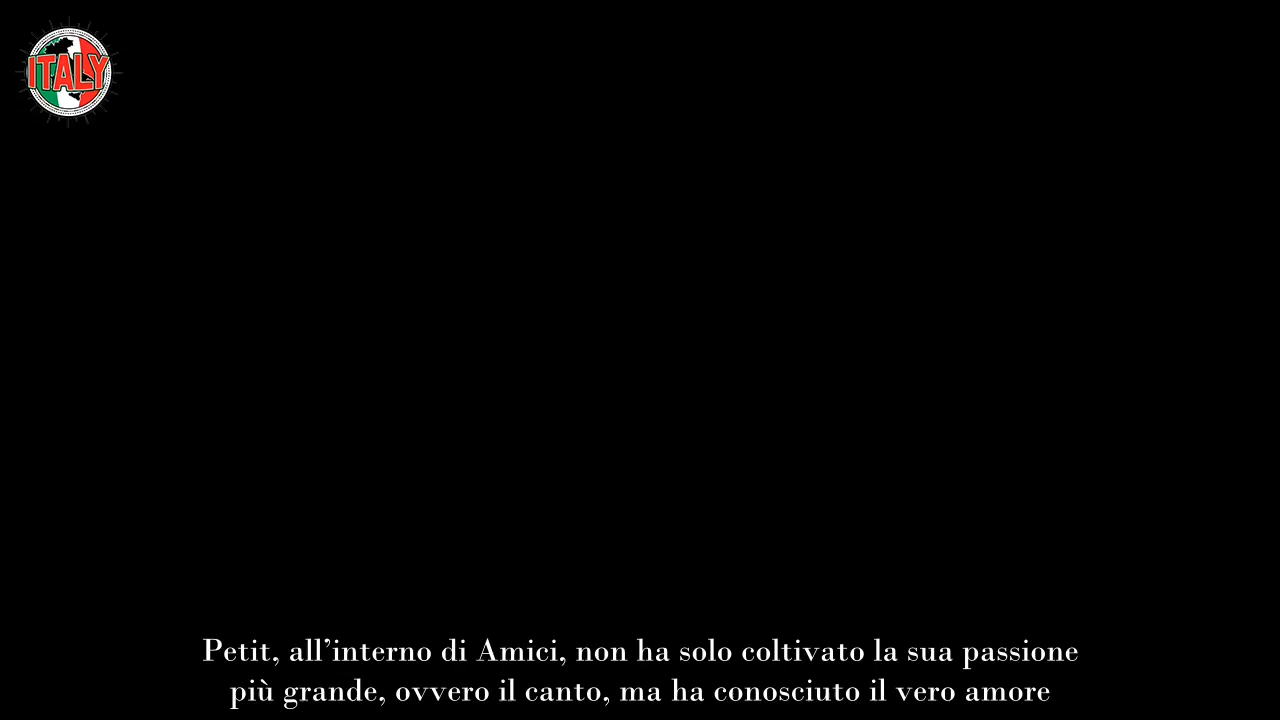 ITALY
Petit, all’interno di Amici, non ha solo coltivato la sua passione
più grande, ovvero il canto, ma ha conosciuto il vero amore